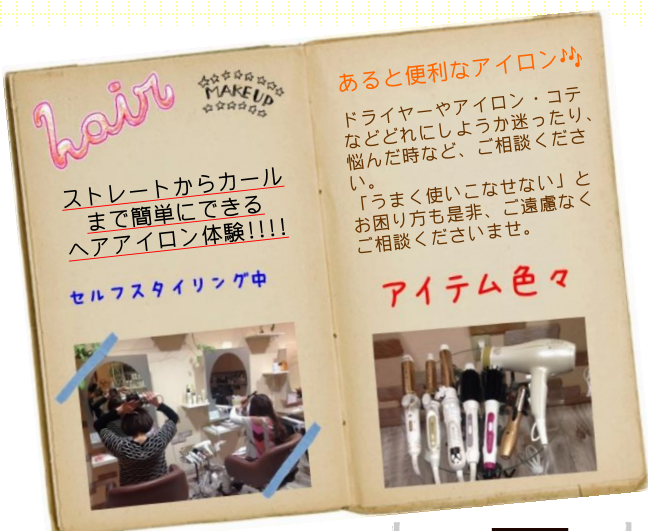 hair
MAKEUP
ストレートからカール
まで簡単にできる
ヘアアイロン体験!!!!
セルフスタイリング中
あると便利なアイロン♪♪
ドライヤーやアイロン・コテ
などどれにしようか迷ったり、
悩んだ時など、ご相談くださ
い。
「うまく使いこなせない」と
お困り方も是非、ご遠慮なく
ご相談くださいませ。
アイテム色々